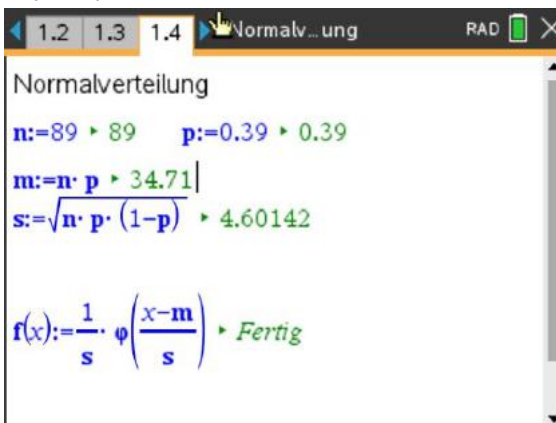 1.2 1.3 1.4 Normalv…ung RAD
Normalverteilung
n:=89 ▸ 89 p:=0.39 ▸ 0.39
m:=n· p ▸ 34.71
s:=√(n· p· (1−p)) ▸ 4.60142
f(x):=1/s· φ((x−m)/s) ▸ Fertig